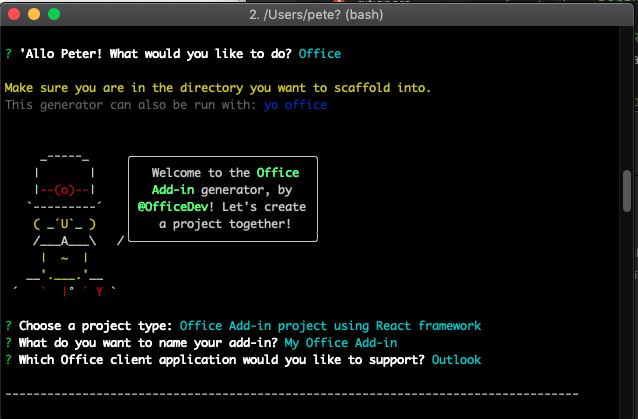 2. /Users/pete? (bash)
? 'Allo Peter! What would you like to do? Office
Make sure you are in the directory you want to scaffold into.
This generator can also be run with: yo office
Welcome to the Office
Add-in generator, by
@OfficeDev! Let's create
a project together!
? Choose a project type: Office Add-in project using React framework
? What do you want to name your add-in? My Office Add-in
? Which Office client application would you like to support? Outlook